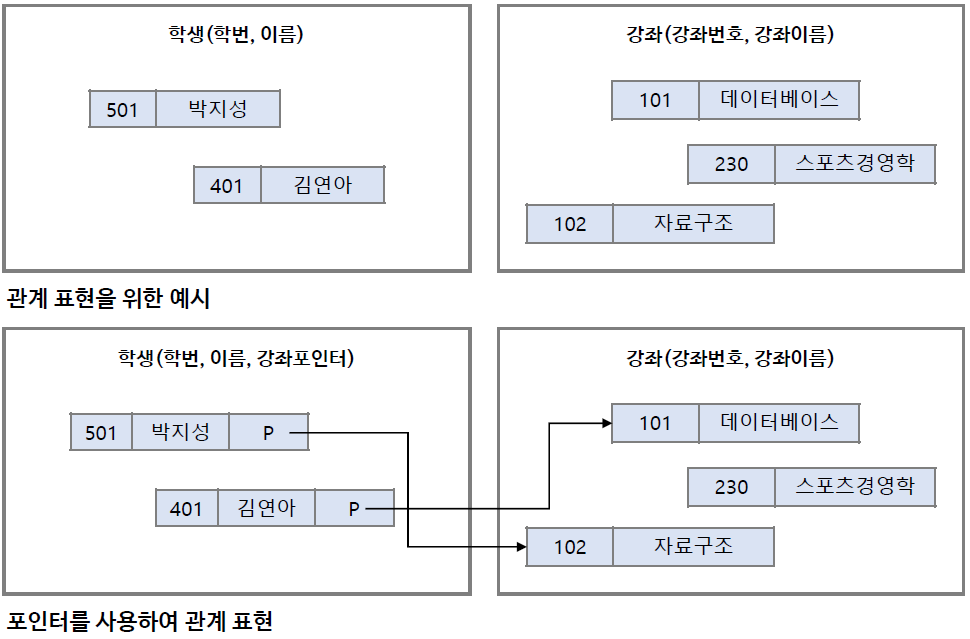 학생(학번, 이름)
501 박지성
401 김연아
강좌(강좌번호, 강좌이름)
101 데이터베이스
230 스포츠경영학
102 자료구조
관계 표현을 위한 예시
학생(학번, 이름, 강좌포인터)
501 박지성 P
401 김연아 P
강좌(강좌번호, 강좌이름)
101 데이터베이스
230 스포츠경영학
102 자료구조
포인터를 사용하여 관계 표현